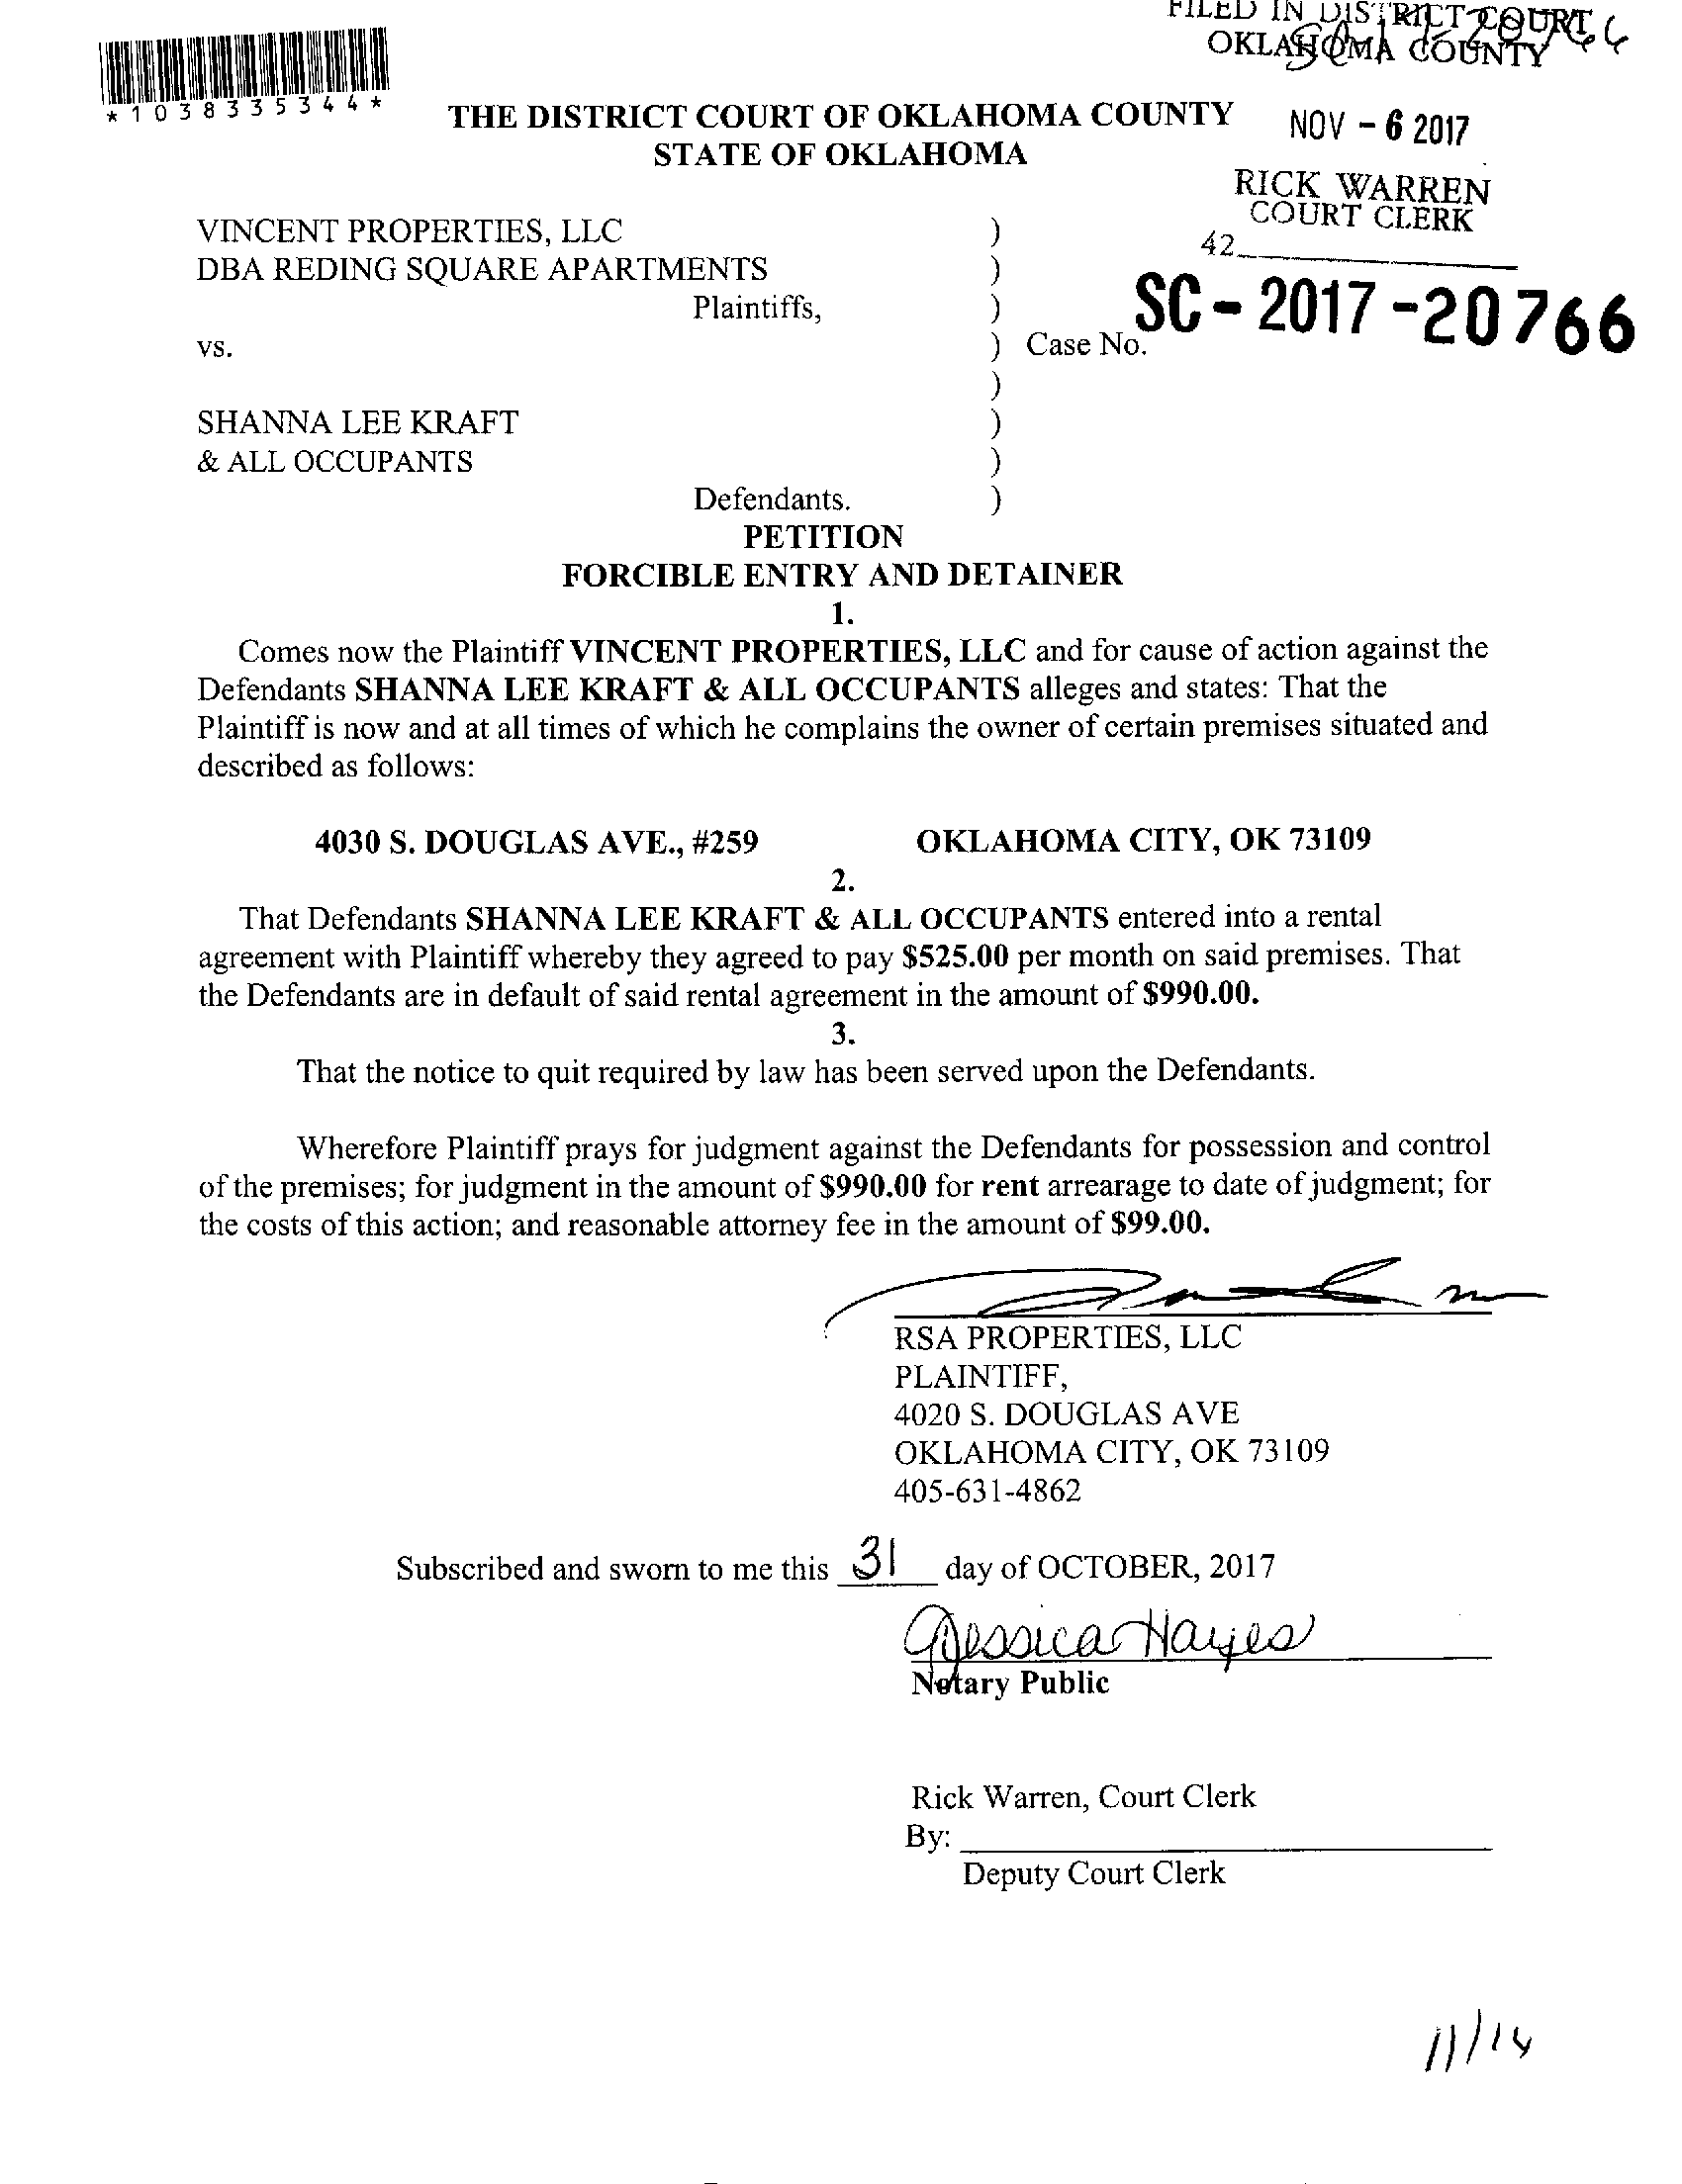 FILED IN DISTRICT COURT
OKLAHOMA COUNTY
*1038335344*
THE DISTRICT COURT OF OKLAHOMA COUNTY
STATE OF OKLAHOMA
NOV - 6 2017
RICK WARREN
COURT CLERK
42
VINCENT PROPERTIES, LLC )
DBA REDING SQUARE APARTMENTS )
Plaintiffs, ) SC - 2017 - 20766
vs. ) Case No.
)
SHANNA LEE KRAFT )
& ALL OCCUPANTS )
Defendants. )
PETITION
FORCIBLE ENTRY AND DETAINER
1.
Comes now the Plaintiff VINCENT PROPERTIES, LLC and for cause of action against the
Defendants SHANNA LEE KRAFT & ALL OCCUPANTS alleges and states: That the
Plaintiff is now and at all times of which he complains the owner of certain premises situated and
described as follows:
4030 S. DOUGLAS AVE., #259 OKLAHOMA CITY, OK 73109
2.
That Defendants SHANNA LEE KRAFT & ALL OCCUPANTS entered into a rental
agreement with Plaintiff whereby they agreed to pay $525.00 per month on said premises. That
the Defendants are in default of said rental agreement in the amount of $990.00.
3.
That the notice to quit required by law has been served upon the Defendants.
Wherefore Plaintiff prays for judgment against the Defendants for possession and control
of the premises; for judgment in the amount of $990.00 for rent arrearage to date of judgment; for
the costs of this action; and reasonable attorney fee in the amount of $99.00.
RSA PROPERTIES, LLC
PLAINTIFF,
4020 S. DOUGLAS AVE
OKLAHOMA CITY, OK 73109
405-631-4862
Subscribed and sworn to me this 31 day of OCTOBER, 2017
Jessica Hayes
Notary Public
Rick Warren, Court Clerk
By:
Deputy Court Clerk
11/14